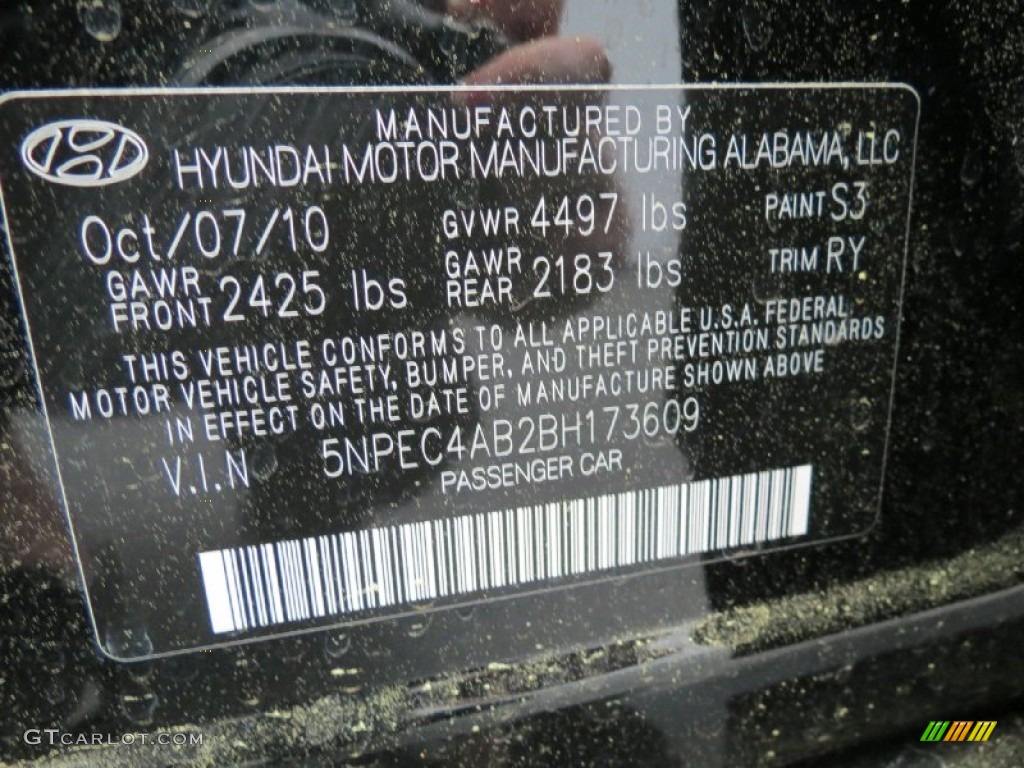 MANUFACTURED BY
HYUNDAI MOTOR MANUFACTURING ALABAMA, LLC
Oct/07/10 GVWR 4497 lbs PAINT S3
GAWR FRONT 2425 lbs GAWR REAR 2183 lbs TRIM RY
THIS VEHICLE CONFORMS TO ALL APPLICABLE U.S.A. FEDERAL
MOTOR VEHICLE SAFETY, BUMPER, AND THEFT PREVENTION STANDARDS
IN EFFECT ON THE DATE OF MANUFACTURE SHOWN ABOVE
V.I.N 5NPEC4AB2BH173609
PASSENGER CAR
GTCARLOT.COM